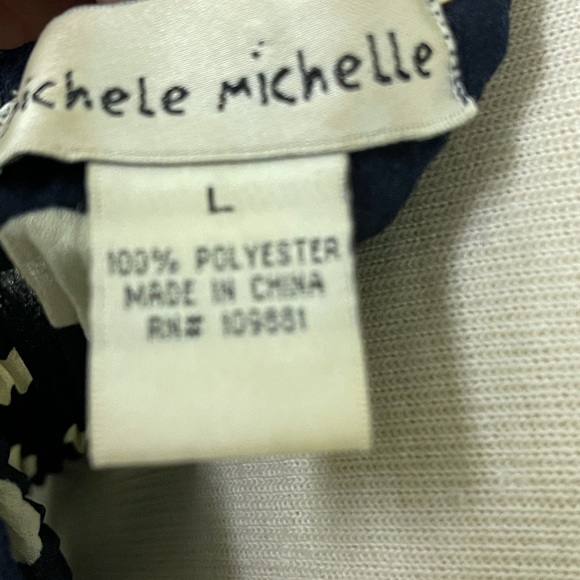 ichele Michelle
L
100% POLYESTER
MADE IN CHINA
RN# 109881